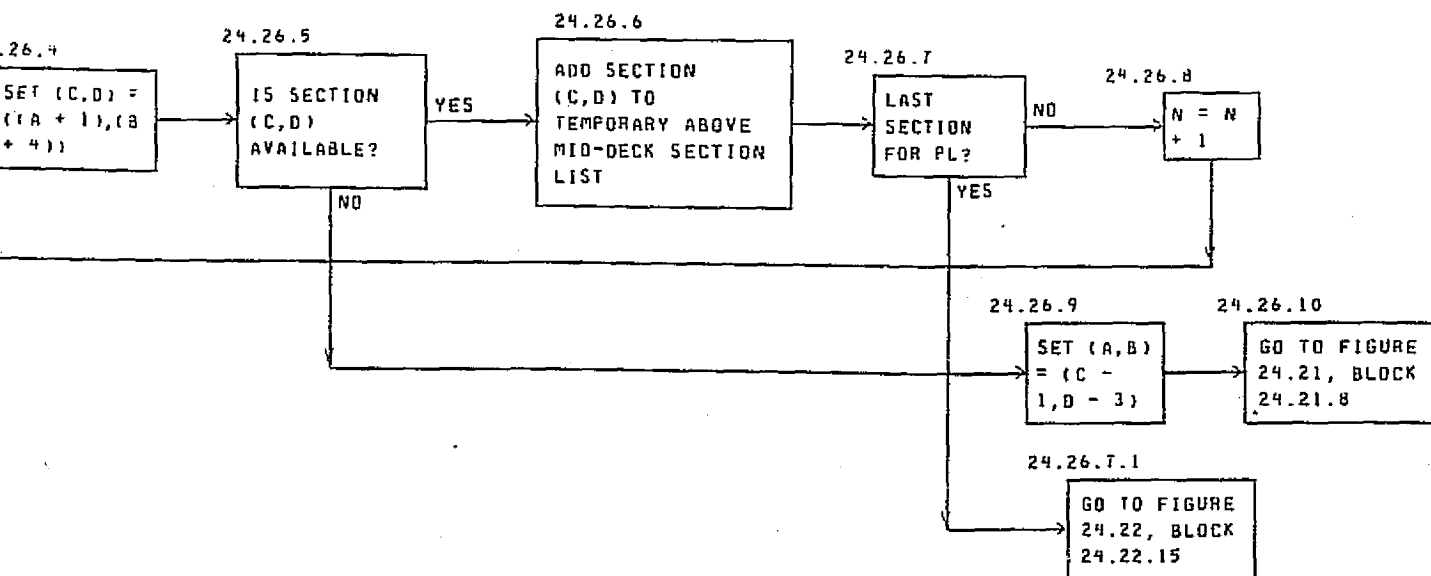 .26.4
SET (C,D) =
((A + 1),(B
+ 4))
24.26.5
IS SECTION
(C,D)
AVAILABLE?
YES
NO
24.26.6
ADD SECTION
(C,D) TO
TEMPORARY ABOVE
MID-DECK SECTION
LIST
24.26.7
LAST
SECTION
FOR PL?
NO
YES
24.26.8
N = N
+ 1
24.26.9
SET (A,B)
= (C -
1,D - 3)
24.26.10
GO TO FIGURE
24.21, BLOCK
24.21.8
24.26.7.1
GO TO FIGURE
24.22, BLOCK
24.22.15